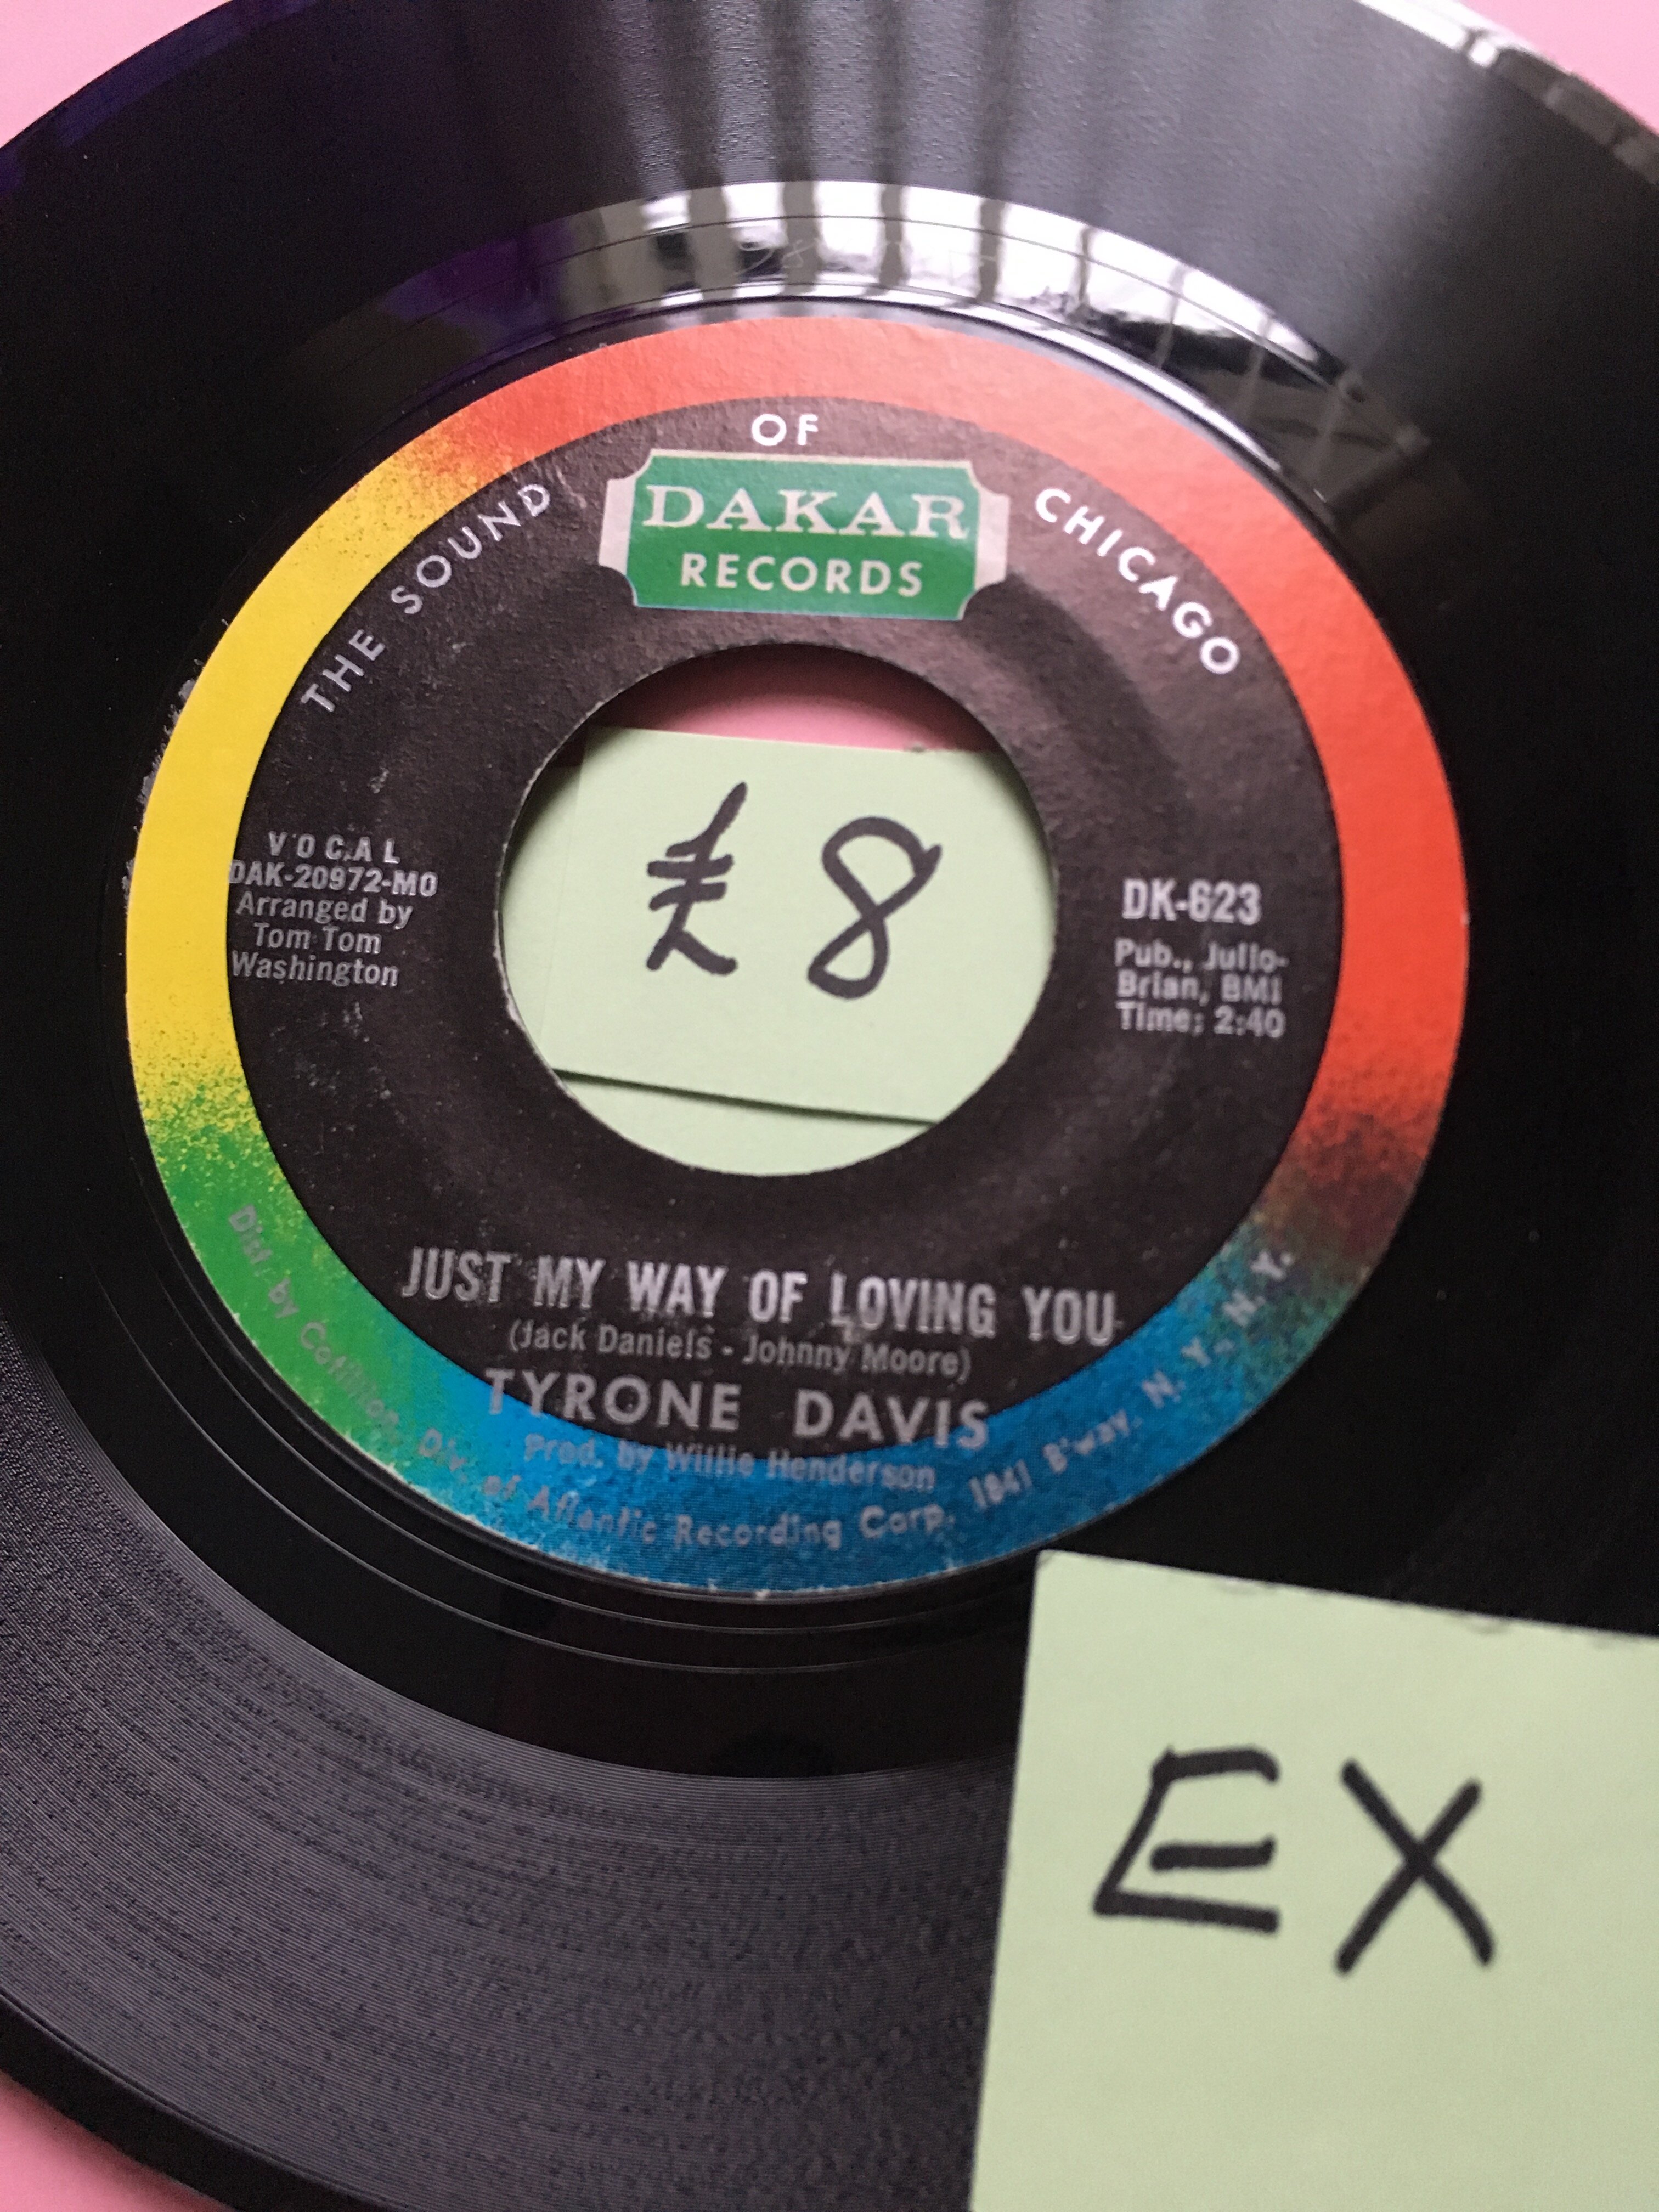 THE SOUND OF CHICAGO
DAKAR
RECORDS
£8
VOCAL
DAK-20972-MO
Arranged by
Tom Tom
Washington
DK-623
Pub., Julio-
Brian, BMI
Time; 2:40
JUST MY WAY OF LOVING YOU
(Jack Daniels - Johnny Moore)
TYRONE DAVIS
Prod. by Willie Henderson
Dist. by Cotillion, Div. of Atlantic Recording Corp. 1841 B'way, N. Y., N. Y.
EX